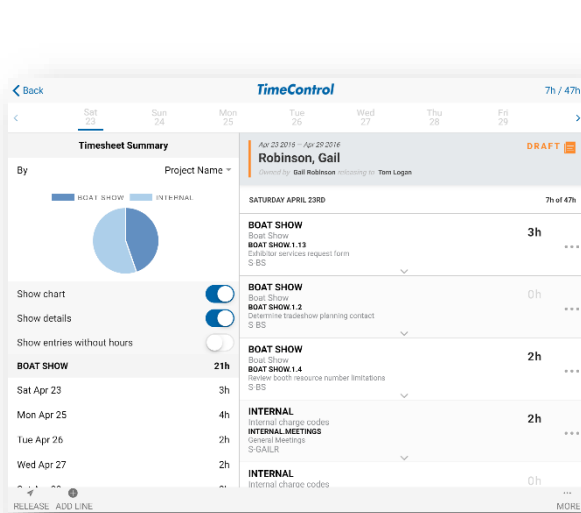 Back
TimeControl
7h / 47h
Sat
23
Sun
24
Mon
25
Tue
26
Wed
27
Thu
28
Fri
29
Timesheet Summary
By
Project Name
BOAT SHOW
INTERNAL
Show chart
Show details
Show entries without hours
BOAT SHOW 21h
Sat Apr 23 3h
Mon Apr 25 4h
Tue Apr 26 2h
Wed Apr 27 2h
RELEASE
ADD LINE
Apr 23 2016 – Apr 29 2016
DRAFT
Robinson, Gail
Owned by Gail Robinson releasing to Tom Logan
SATURDAY APRIL 23RD
7h of 47h
BOAT SHOW
Boat Show
3h
BOAT SHOW.1.13
Exhibitor services request form
S-BS
BOAT SHOW
Boat Show
0h
BOAT SHOW.1.2
Determine tradeshow planning contact
S BS
BOAT SHOW
Boat Show
2h
BOAT SHOW.1.4
Review booth resource number limitations
S-BS
INTERNAL
Internal charge codes
2h
INTERNAL.MEETINGS
General Meetings
S-GAILR
INTERNAL
Internal charge codes
0h
MORE